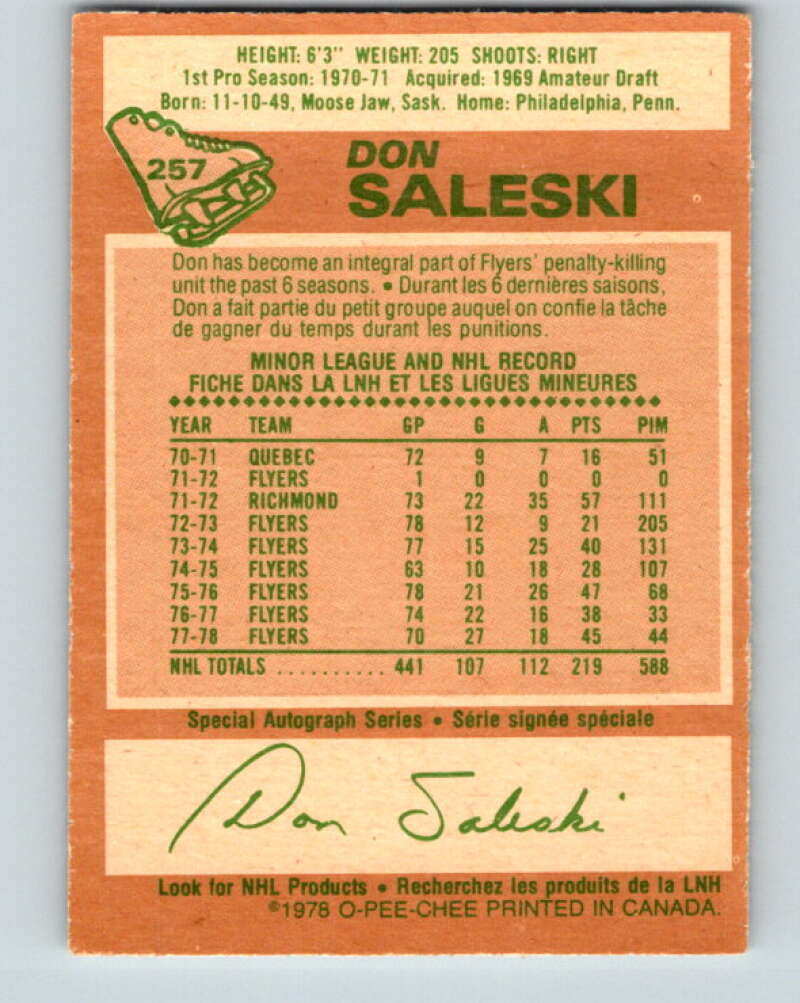 HEIGHT: 6'3" WEIGHT: 205 SHOOTS: RIGHT
1st Pro Season: 1970-71 Acquired: 1969 Amateur Draft
Born: 11-10-49, Moose Jaw, Sask. Home: Philadelphia, Penn.
257
DON
SALESKI
Don has become an integral part of Flyers' penalty-killing
unit the past 6 seasons. • Durant les 6 dernières saisons,
Don a fait partie du petit groupe auquel on confie la tâche
de gagner du temps durant les punitions.
MINOR LEAGUE AND NHL RECORD
FICHE DANS LA LNH ET LES LIGUES MINEURES
YEAR TEAM GP G A PTS PIM
70-71 QUEBEC 72 9 7 16 51
71-72 FLYERS 1 0 0 0 0
71-72 RICHMOND 73 22 35 57 111
72-73 FLYERS 78 12 9 21 205
73-74 FLYERS 77 15 25 40 131
74-75 FLYERS 63 10 18 28 107
75-76 FLYERS 78 21 26 47 68
76-77 FLYERS 74 22 16 38 33
77-78 FLYERS 70 27 18 45 44
NHL TOTALS .......... 441 107 112 219 588
Special Autograph Series • Série signée spéciale
Don Saleski
Look for NHL Products • Recherchez les produits de la LNH
©1978 O-PEE-CHEE PRINTED IN CANADA.